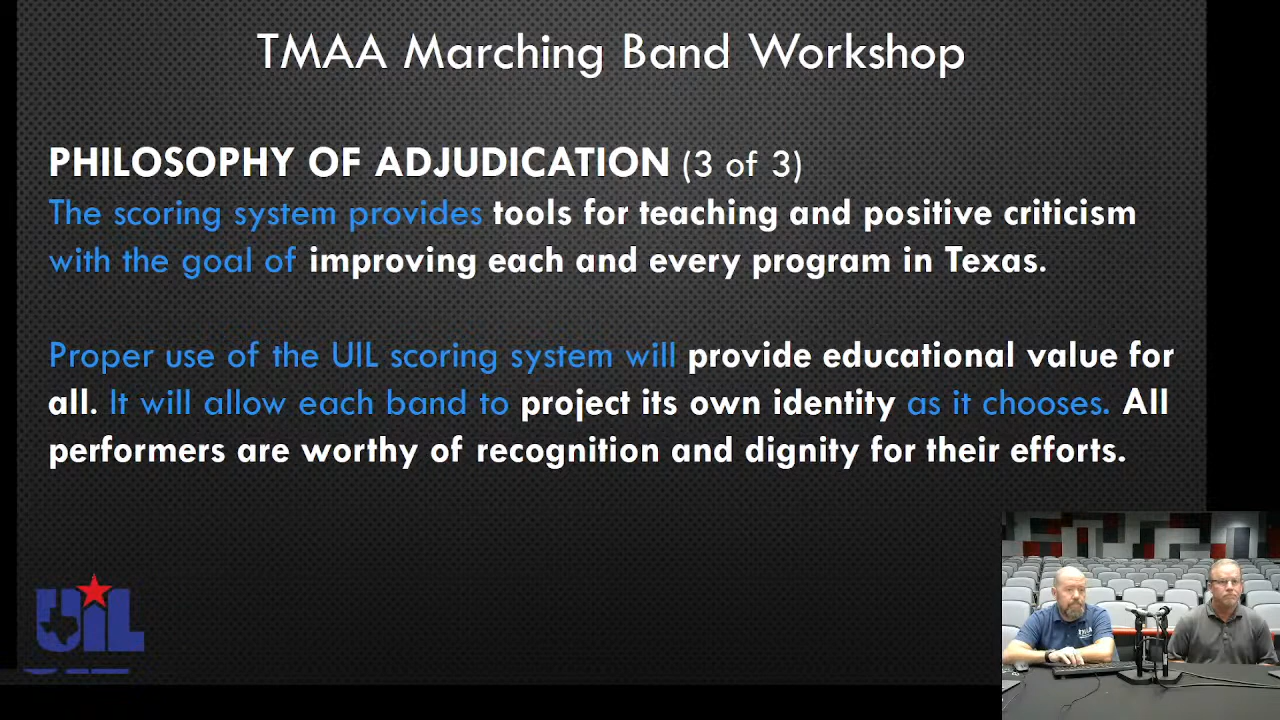 TMAA Marching Band Workshop
PHILOSOPHY OF ADJUDICATION (3 of 3)
The scoring system provides tools for teaching and positive criticism
with the goal of improving each and every program in Texas.
Proper use of the UIL scoring system will provide educational value for
all. It will allow each band to project its own identity as it chooses. All
performers are worthy of recognition and dignity for their efforts.
UIL